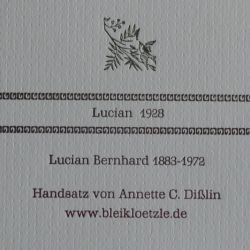 Lucian 1928
Lucian Bernhard 1883-1972
Handsatz von Annette C. Dißlin
www.bleikloetzle.de